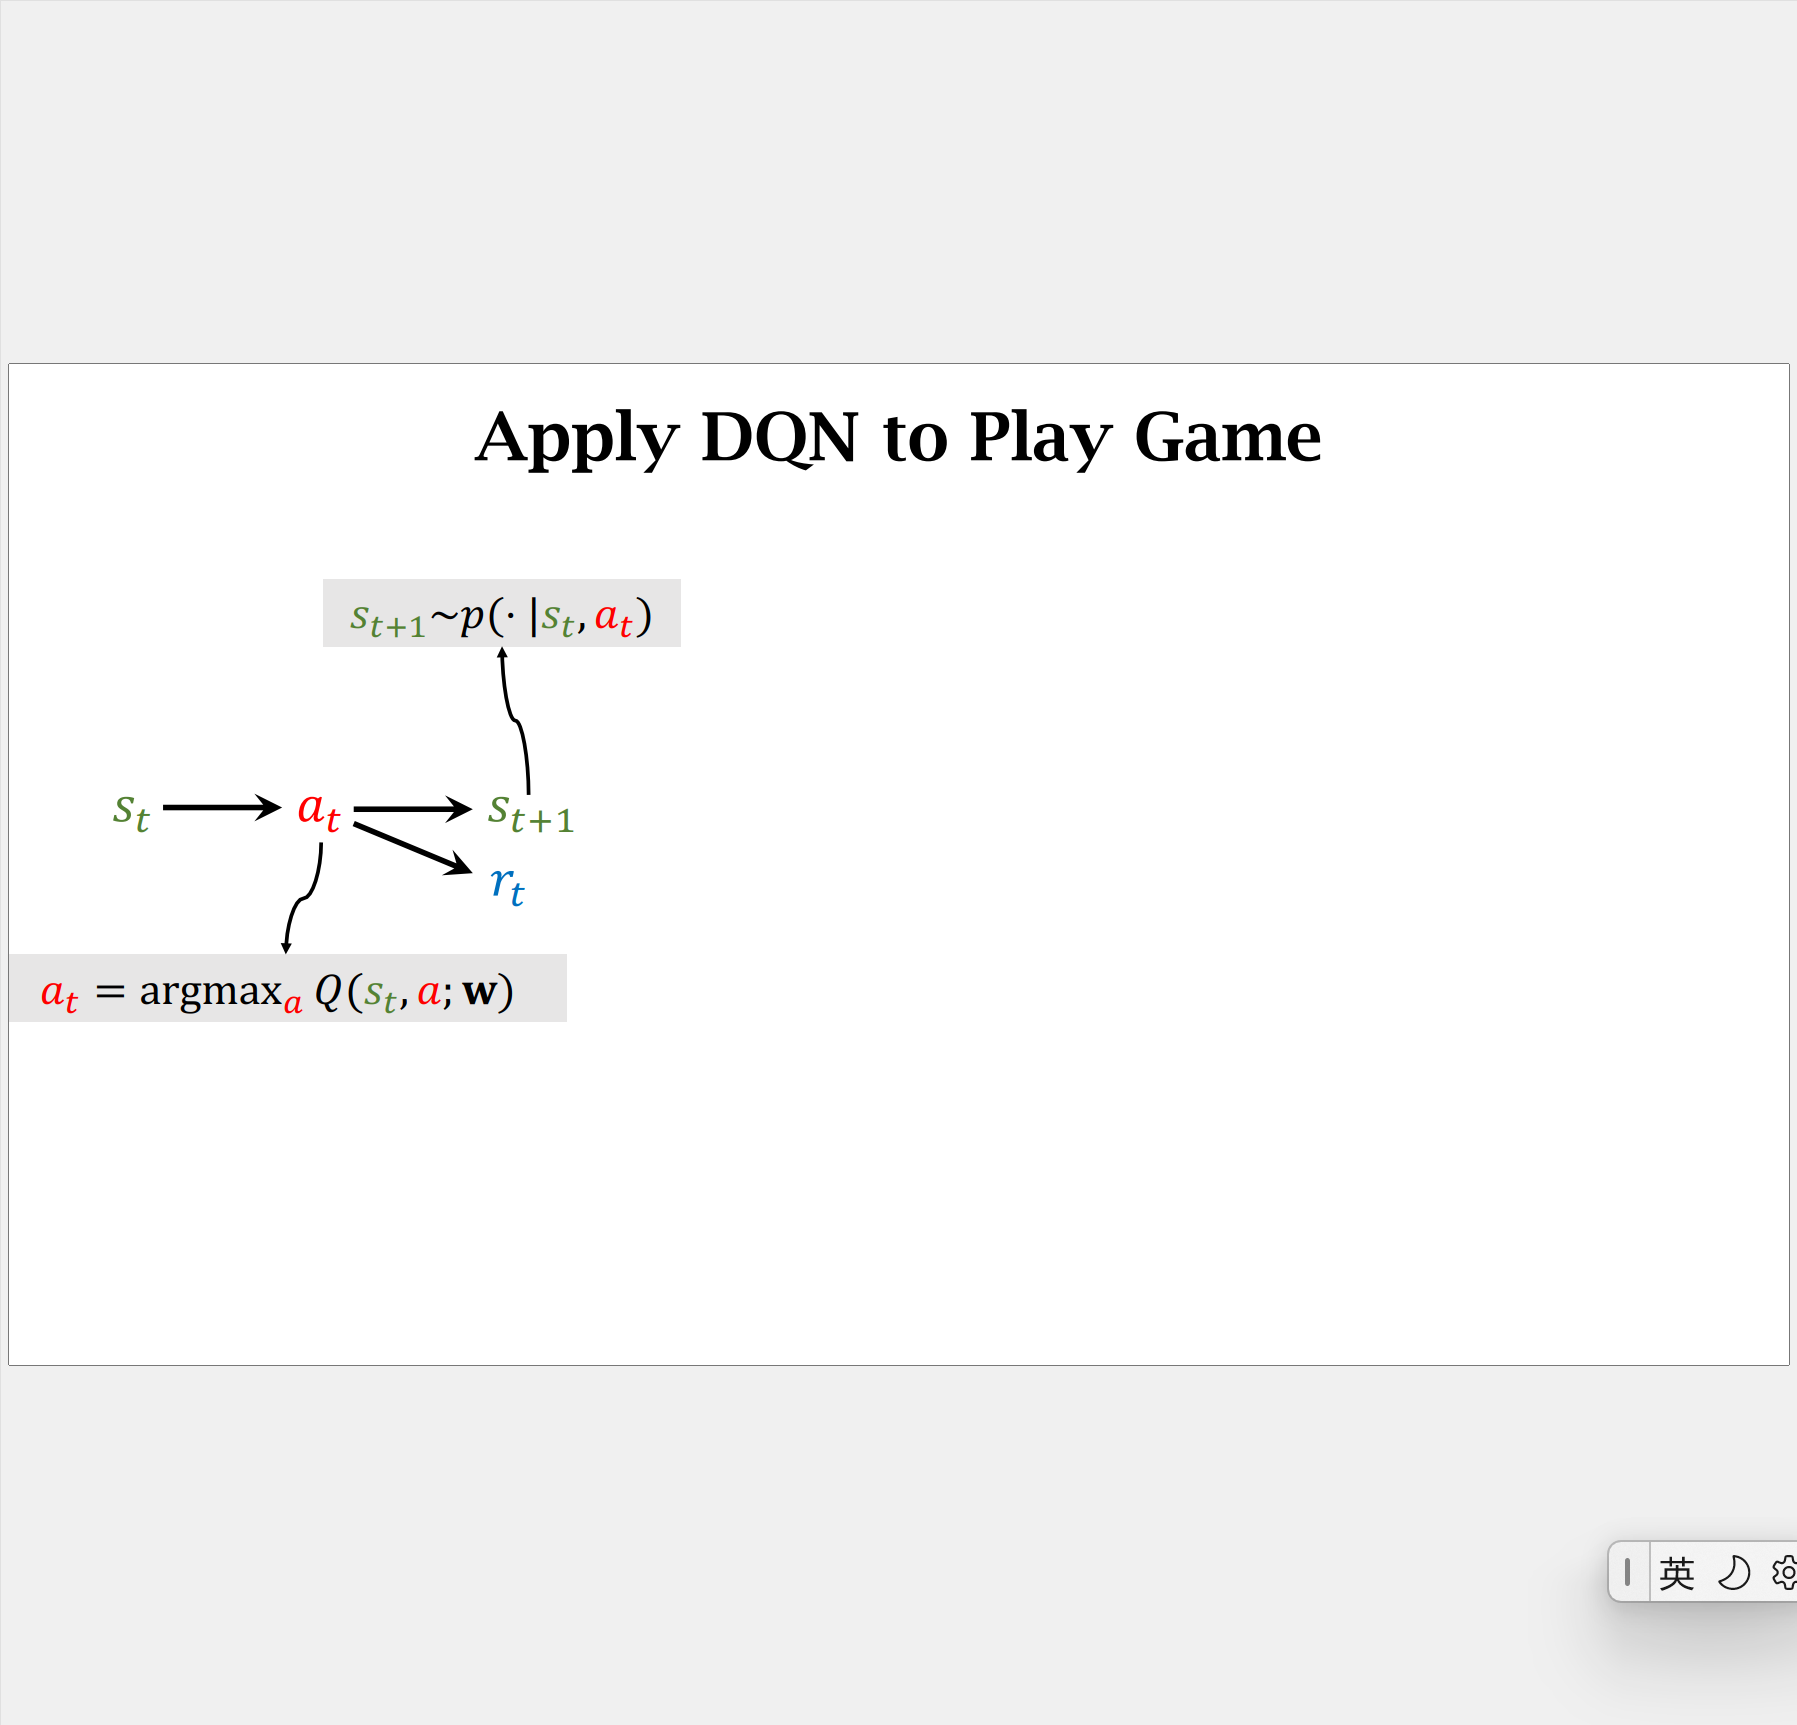 Apply DQN to Play Game
s_{t+1}~p(· |s_t, a_t)
s_t a_t s_{t+1}
r_t
a_t = argmax_a Q(s_t, a; w)
英